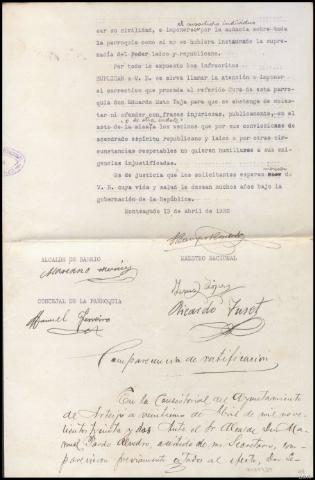 el susodicho individuo
car su civilidad, e imponerse por la audacia sobre toda
la parroquia como si no se hubiera instaurado la supre-
macía del Poder laico y republicano.
Por todo lo expuesto los infrascritos
SUPLICAN a V.E. se sirva llamar la atención e imponer
el correctivo que proceda al referido Cura de esta parro-
quia don Eduardo Mato Taja para que se abstenga de moles-
tar ni ofender con frases injuriosas, publicamente, en el
acto de la misa, los vecinos que por sus convicciones de
acendrado espíritu republicano y laico o por otras cir-
cunstancias respetables no quieren humillarse a sus exi-
gencias injustificadas.
Es de justicia que los solicitantes esperan
V. E. cuya vida y salud le desean muchos años bajo la
gobernación de la República.
Monteagudo 13 de abril de 1932
ALCALDE DE BARRIO
MAESTRO NACIONAL
CONCEJAL DE LA PARROQUIA
Manuel
Ricardo
Comparecencia de ratificación
En la Consistorial del Ayuntamiento
de Arteijo a veintiuno de Abril de mil nove-
cientos treinta y dos Ante el Sr. Alcalde Don Ma-
nuel Pardo asistido de mi Secretario, com-
parecieron previamente citados al efecto, Don